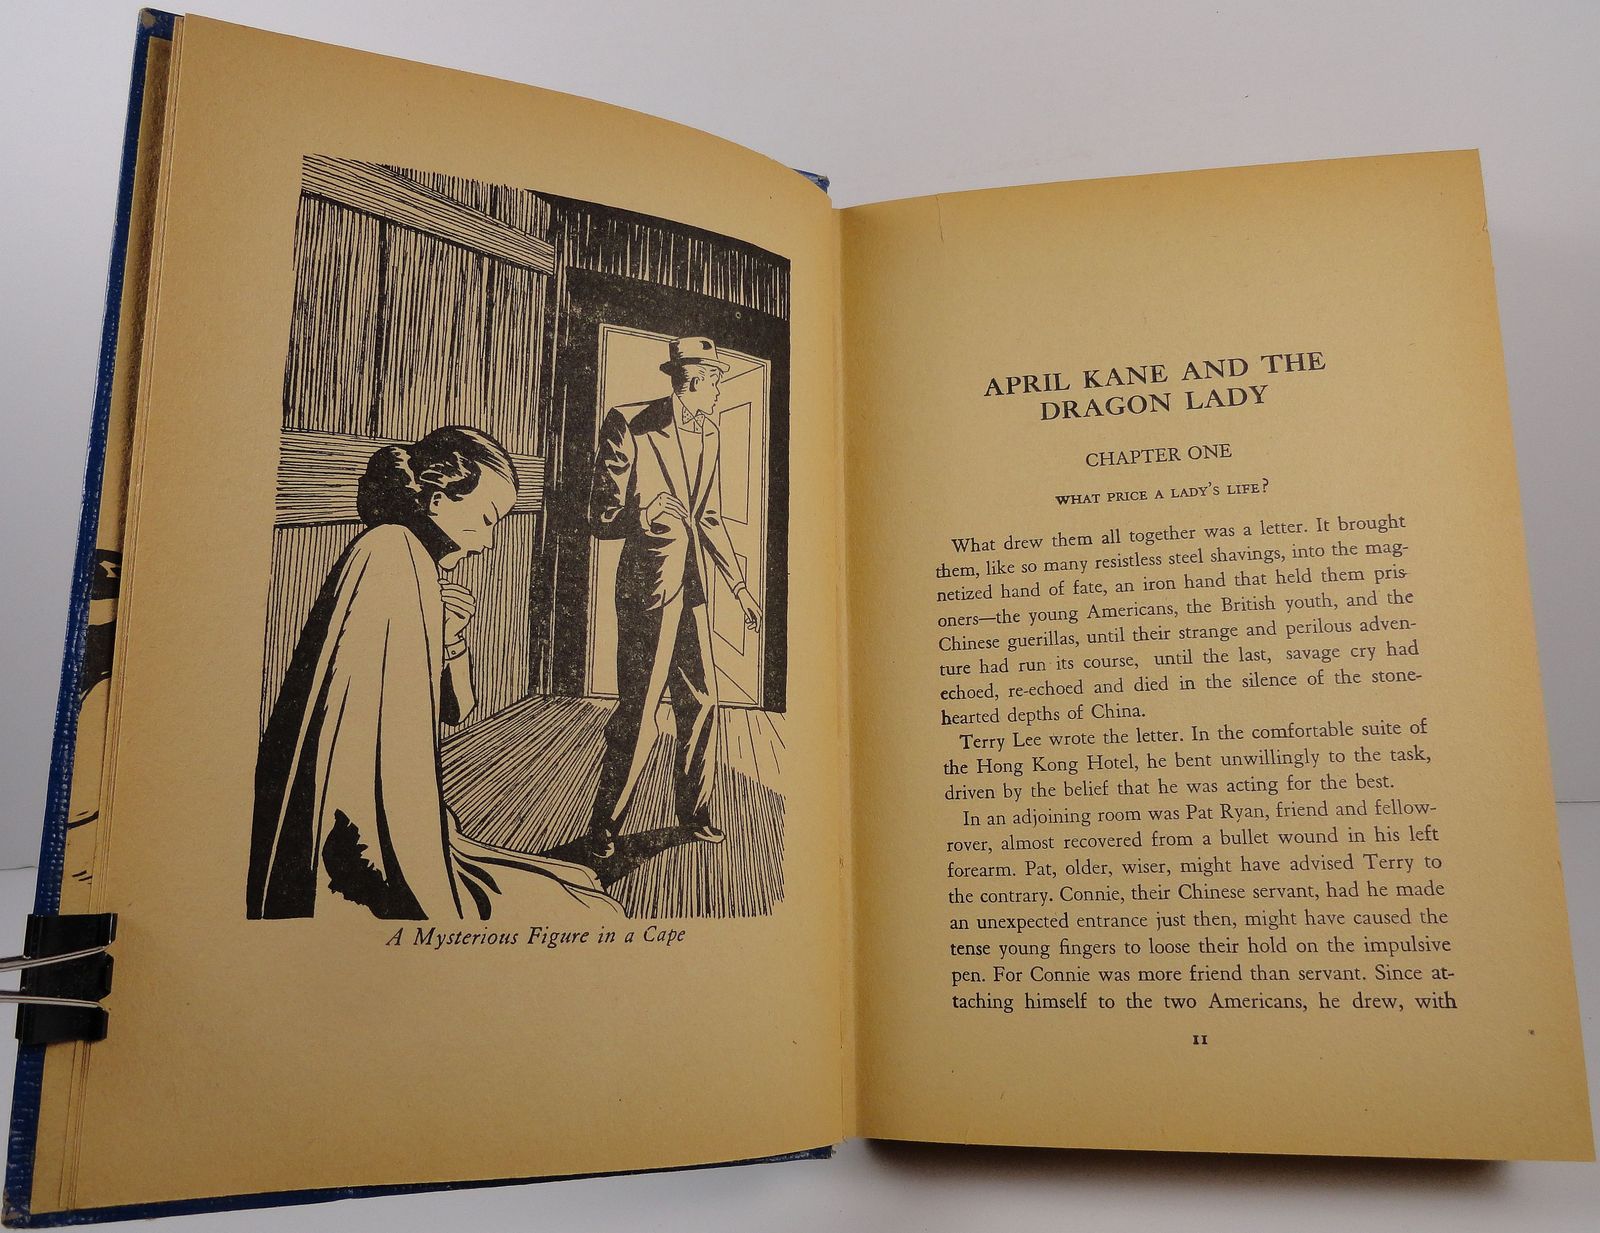 A Mysterious Figure in a Cape
APRIL KANE AND THE
DRAGON LADY
CHAPTER ONE
WHAT PRICE A LADY'S LIFE?
What drew them all together was a letter. It brought
them, like so many resistless steel shavings, into the mag-
netized hand of fate, an iron hand that held them pris-
oners—the young Americans, the British youth, and the
Chinese guerillas, until their strange and perilous adven-
ture had run its course, until the last, savage cry had
echoed, re-echoed and died in the silence of the stone-
hearted depths of China.
Terry Lee wrote the letter. In the comfortable suite of
the Hong Kong Hotel, he bent unwillingly to the task,
driven by the belief that he was acting for the best.
In an adjoining room was Pat Ryan, friend and fellow-
rover, almost recovered from a bullet wound in his left
forearm. Pat, older, wiser, might have advised Terry to
the contrary. Connie, their Chinese servant, had he made
an unexpected entrance just then, might have caused the
tense young fingers to loose their hold on the impulsive
pen. For Connie was more friend than servant. Since at-
taching himself to the two Americans, he drew, with
11